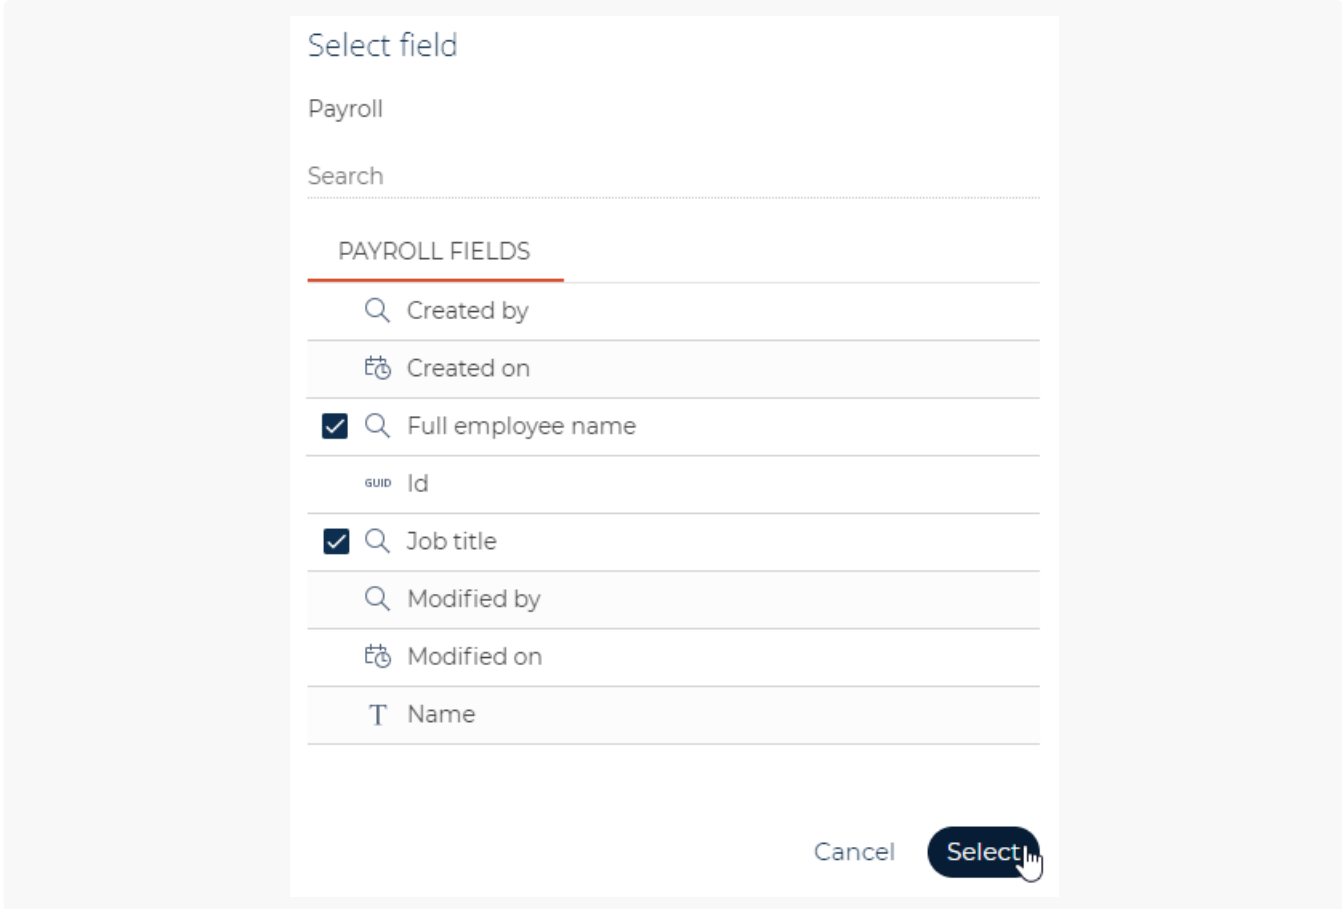 Select field
Payroll
Search
PAYROLL FIELDS
Created by
Created on
Full employee name
GUID Id
Job title
Modified by
Modified on
T Name
Cancel Select